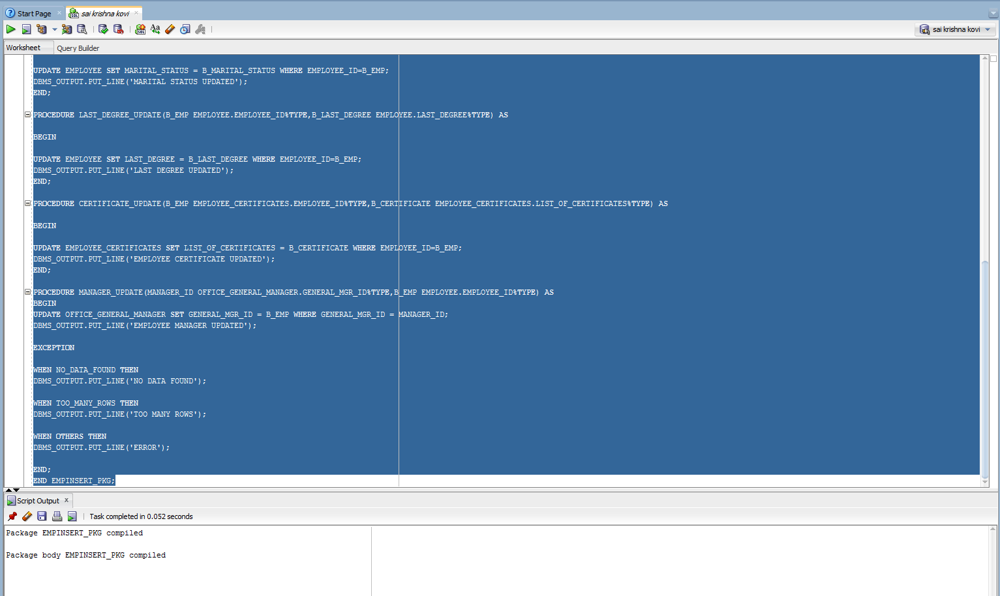 Start Page
sai krishna kovi
sai krishna kovi
Worksheet
Query Builder
UPDATE EMPLOYEE SET MARITAL_STATUS = B_MARITAL_STATUS WHERE EMPLOYEE_ID=B_EMP;
DBMS_OUTPUT.PUT_LINE('MARITAL STATUS UPDATED');
END;
PROCEDURE LAST_DEGREE_UPDATE(B_EMP EMPLOYEE.EMPLOYEE_ID%TYPE,B_LAST_DEGREE EMPLOYEE.LAST_DEGREE%TYPE) AS
BEGIN
UPDATE EMPLOYEE SET LAST_DEGREE = B_LAST_DEGREE WHERE EMPLOYEE_ID=B_EMP;
DBMS_OUTPUT.PUT_LINE('LAST DEGREE UPDATED');
END;
PROCEDURE CERTIFICATE_UPDATE(B_EMP EMPLOYEE_CERTIFICATES.EMPLOYEE_ID%TYPE,B_CERTIFICATE EMPLOYEE_CERTIFICATES.LIST_OF_CERTIFICATES%TYPE) AS
BEGIN
UPDATE EMPLOYEE_CERTIFICATES SET LIST_OF_CERTIFICATES = B_CERTIFICATE WHERE EMPLOYEE_ID=B_EMP;
DBMS_OUTPUT.PUT_LINE('EMPLOYEE CERTIFICATE UPDATED');
END;
PROCEDURE MANAGER_UPDATE(MANAGER_ID OFFICE_GENERAL_MANAGER.GENERAL_MGR_ID%TYPE,B_EMP EMPLOYEE.EMPLOYEE_ID%TYPE) AS
BEGIN
UPDATE OFFICE_GENERAL_MANAGER SET GENERAL_MGR_ID = B_EMP WHERE GENERAL_MGR_ID = MANAGER_ID;
DBMS_OUTPUT.PUT_LINE('EMPLOYEE MANAGER UPDATED');
EXCEPTION
WHEN NO_DATA_FOUND THEN
DBMS_OUTPUT.PUT_LINE('NO DATA FOUND');
WHEN TOO_MANY_ROWS THEN
DBMS_OUTPUT.PUT_LINE('TOO MANY ROWS');
WHEN OTHERS THEN
DBMS_OUTPUT.PUT_LINE('ERROR');
END;
END EMPINSERT_PKG;
Script Output
Task completed in 0.052 seconds
Package EMPINSERT_PKG compiled
Package body EMPINSERT_PKG compiled